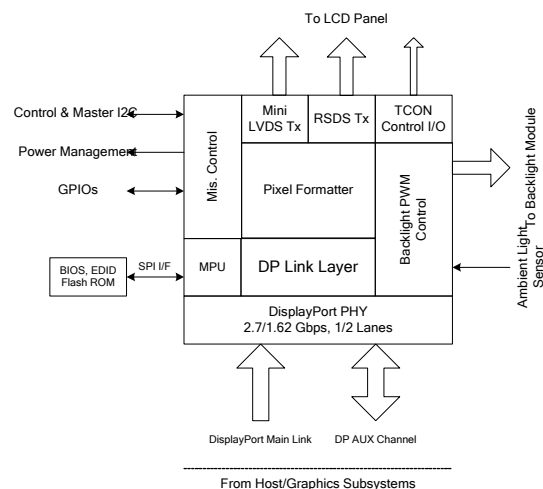 To LCD Panel
Control & Master I2C
Power Management
GPIOs
Mis. Control
Mini
LVDS Tx
RSDS Tx
TCON
Control I/O
Pixel Formatter
Backlight PWM
Control
To Backlight Module
Ambient Light
Sensor
BIOS, EDID
Flash ROM
SPI I/F
MPU
DP Link Layer
DisplayPort PHY
2.7/1.62 Gbps, 1/2 Lanes
DisplayPort Main Link
DP AUX Channel
From Host/Graphics Subsystems